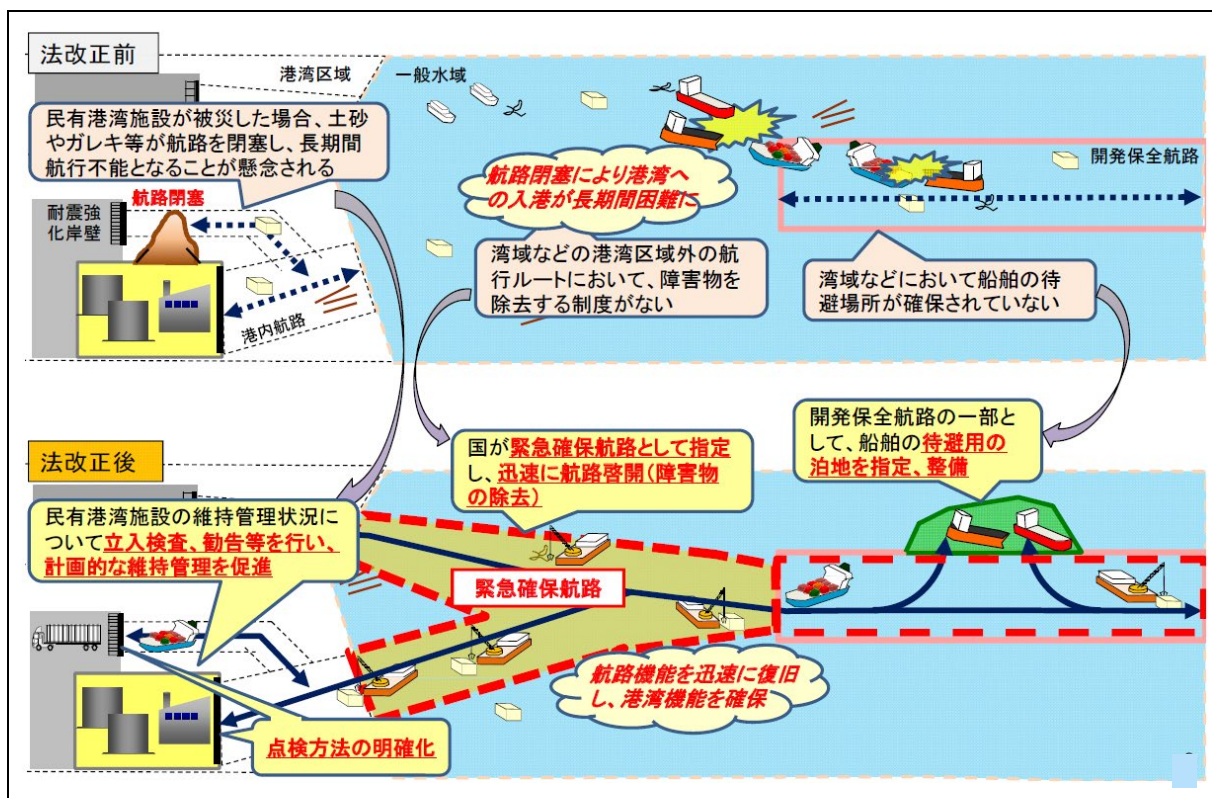 法改正前
港湾区域
一般水域
民有港湾施設が被災した場合、土砂
やガレキ等が航路を閉塞し、長期間
航行不能となることが懸念される
航路閉塞により港湾へ
の入港が長期間困難に
開発保全航路
耐震強
化岸壁
航路閉塞
湾域などの港湾区域外の航
行ルートにおいて、障害物を
除去する制度がない
湾域などにおいて船舶の待
避場所が確保されていない
港内航路
法改正後
国が緊急確保航路として指定
し、迅速に航路啓開(障害物
の除去)
開発保全航路の一部と
して、船舶の待避用の
泊地を指定、整備
民有港湾施設の維持管理状況に
ついて立入検査、勧告等を行い、
計画的な維持管理を促進
緊急確保航路
航路機能を迅速に復旧
し、港湾機能を確保
点検方法の明確化